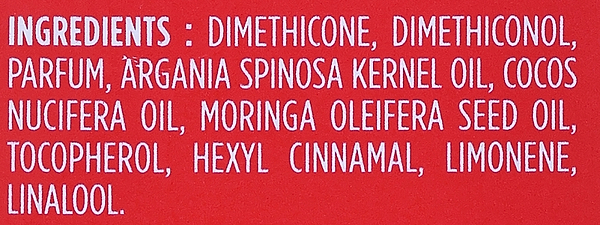 INGREDIENTS : DIMETHICONE, DIMETHICONOL,
PARFUM, ARGANIA SPINOSA KERNEL OIL, COCOS
NUCIFERA OIL, MORINGA OLEIFERA SEED OIL,
TOCOPHEROL, HEXYL CINNAMAL, LIMONENE,
LINALOOL.